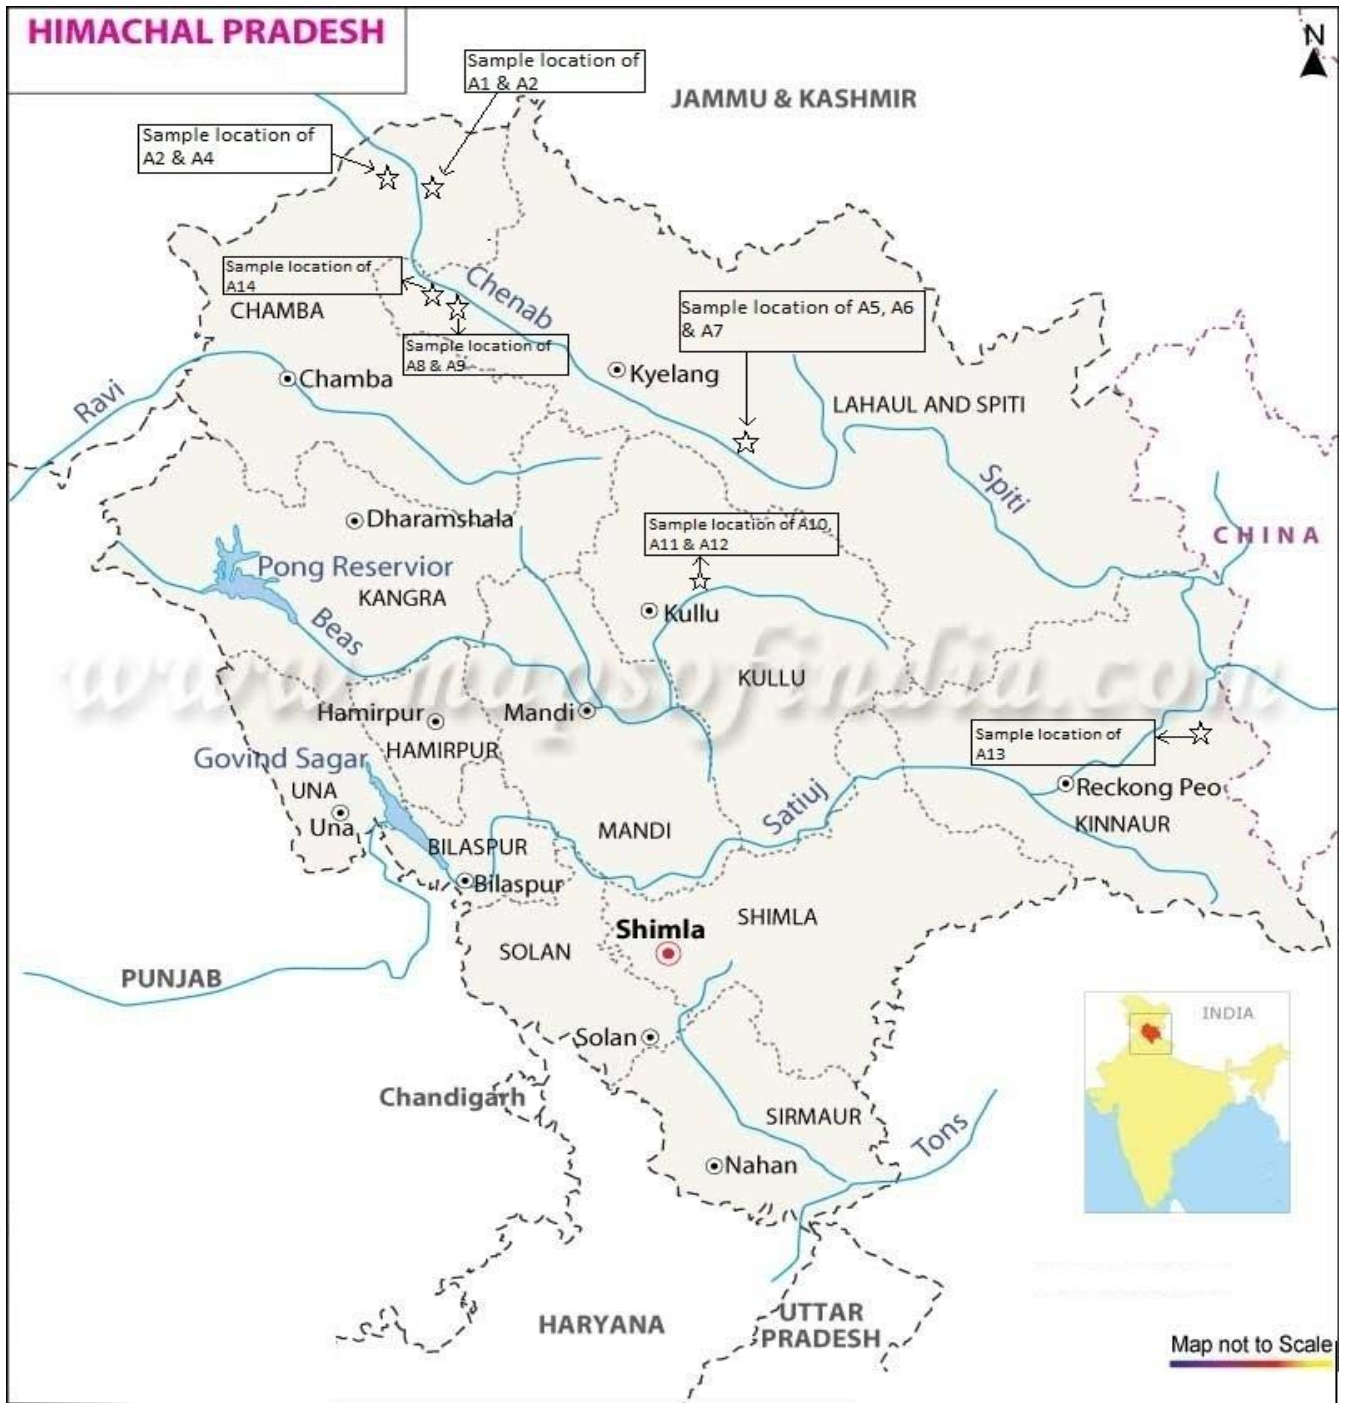 HIMACHAL PRADESH
N
Sample location of
A1 & A2
JAMMU & KASHMIR
Sample location of
A2 & A4
Sample location of
A14
CHAMBA
Chenab
Sample location of A5, A6
& A7
Sample location of
A8 & A9
Ravi
Chamba
Kyelang
LAHAUL AND SPITI
Spiti
Dharamshala
Sample location of A10,
A11 & A12
CHINA
Pong Reservior
KANGRA
Beas
Kullu
www.mapsofindia.com
KULLU
Hamirpur
Mandi
HAMIRPUR
Sample location of
A13
Govind Sagar
UNA
Una
Satluj
Reckong Peo
KINNAUR
MANDI
BILASPUR
Bilaspur
Shimla
SHIMLA
SOLAN
PUNJAB
INDIA
Solan
Chandigarh
SIRMAUR
Tons
Nahan
HARYANA
UTTAR
PRADESH
Map not to Scale